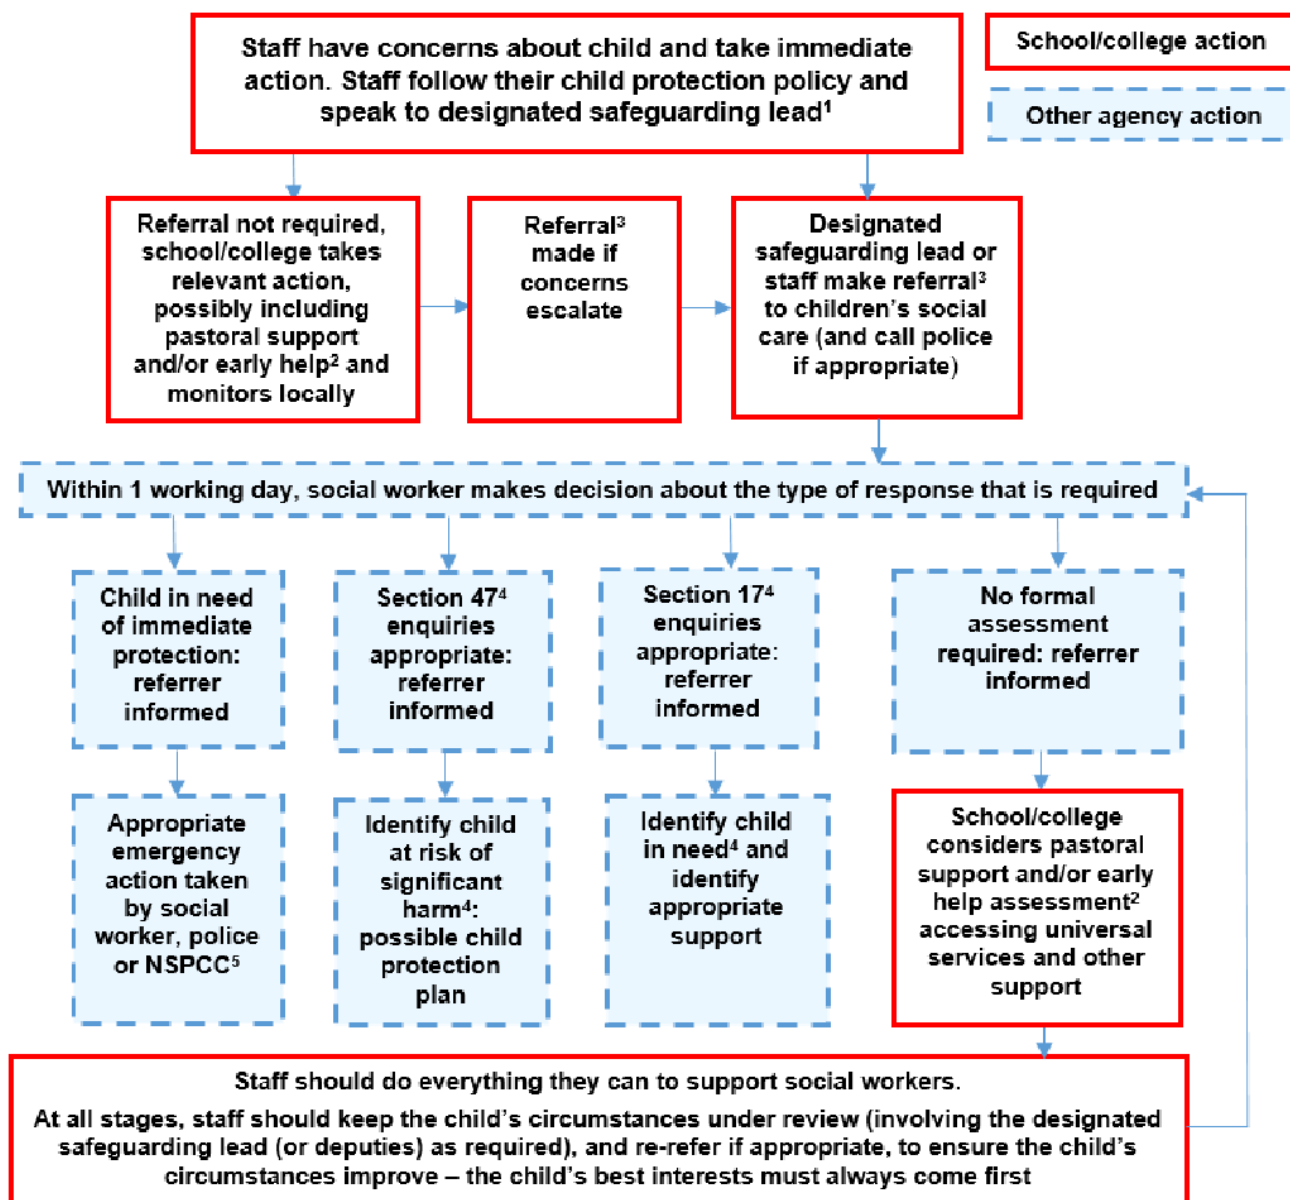 Staff have concerns about child and take immediate
action. Staff follow their child protection policy and
speak to designated safeguarding lead¹
School/college action
Other agency action
Referral not required,
school/college takes
relevant action,
possibly including
pastoral support
and/or early help² and
monitors locally
Referral³
made if
concerns
escalate
Designated
safeguarding lead or
staff make referral³
to children's social
care (and call police
if appropriate)
Within 1 working day, social worker makes decision about the type of response that is required
Child in need
of immediate
protection:
referrer
informed
Section 47⁴
enquiries
appropriate:
referrer
informed
Section 17⁴
enquiries
appropriate:
referrer
informed
No formal
assessment
required: referrer
informed
Appropriate
emergency
action taken
by social
worker, police
or NSPCC⁵
Identify child
at risk of
significant
harm⁴:
possible child
protection
plan
Identify child
in need⁴ and
identify
appropriate
support
School/college
considers pastoral
support and/or early
help assessment²
accessing universal
services and other
support
Staff should do everything they can to support social workers.
At all stages, staff should keep the child's circumstances under review (involving the designated
safeguarding lead (or deputies) as required), and re-refer if appropriate, to ensure the child's
circumstances improve – the child's best interests must always come first